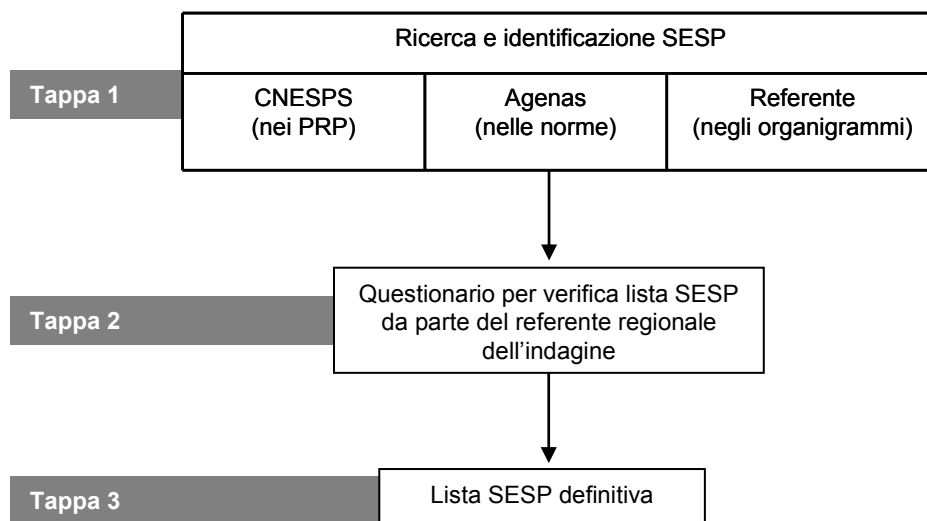 Ricerca e identificazione SESP
Tappa 1
CNESPS
(nei PRP)
Agenas
(nelle norme)
Referente
(negli organigrammi)
Tappa 2
Questionario per verifica lista SESP
da parte del referente regionale
dell'indagine
Tappa 3
Lista SESP definitiva